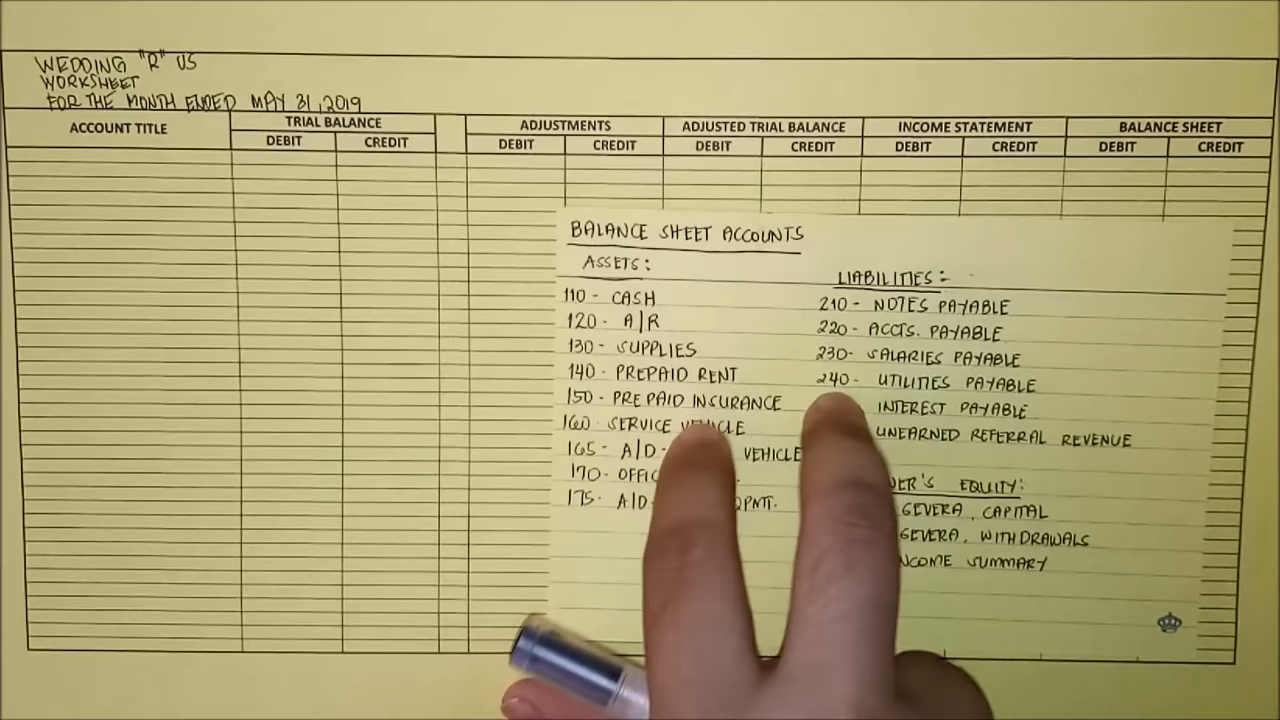 WEDDING "R" US
WORKSHEET
FOR THE MONTH ENDED MAY 31, 2019
ACCOUNT TITLE
TRIAL BALANCE
ADJUSTMENTS
ADJUSTED TRIAL BALANCE
INCOME STATEMENT
BALANCE SHEET
DEBIT CREDIT DEBIT CREDIT DEBIT CREDIT DEBIT CREDIT DEBIT CREDIT
BALANCE SHEET ACCOUNTS
ASSETS:
110 - CASH
120 - A/R
130 - SUPPLIES
140 - PREPAID RENT
150 - PREPAID INSURANCE
160 - SERVICE VEHICLE
165 - A/D - VEHICLE
170 -
175 - A/D
LIABILITIES:
210 - NOTES PAYABLE
220 - ACCTS. PAYABLE
230 - SALARIES PAYABLE
240 - UTILITIES PAYABLE
INTEREST PAYABLE
UNEARNED REFERRAL REVENUE
EQUITY:
GEVERA, CAPITAL
GEVERA, WITHDRAWALS
INCOME SUMMARY